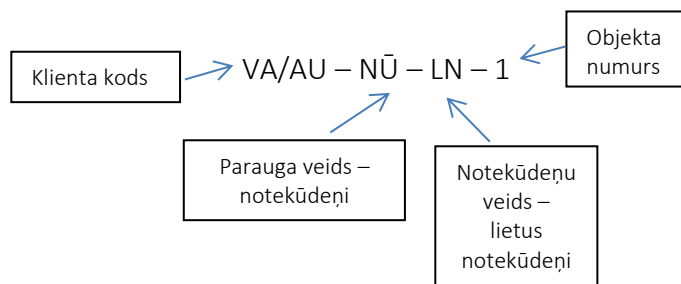 Klienta kods
VA/AU – NŪ – LN – 1
Objekta
numurs
Parauga veids –
notekūdeņi
Notekūdeņu
veids –
lietus
notekūdeņi